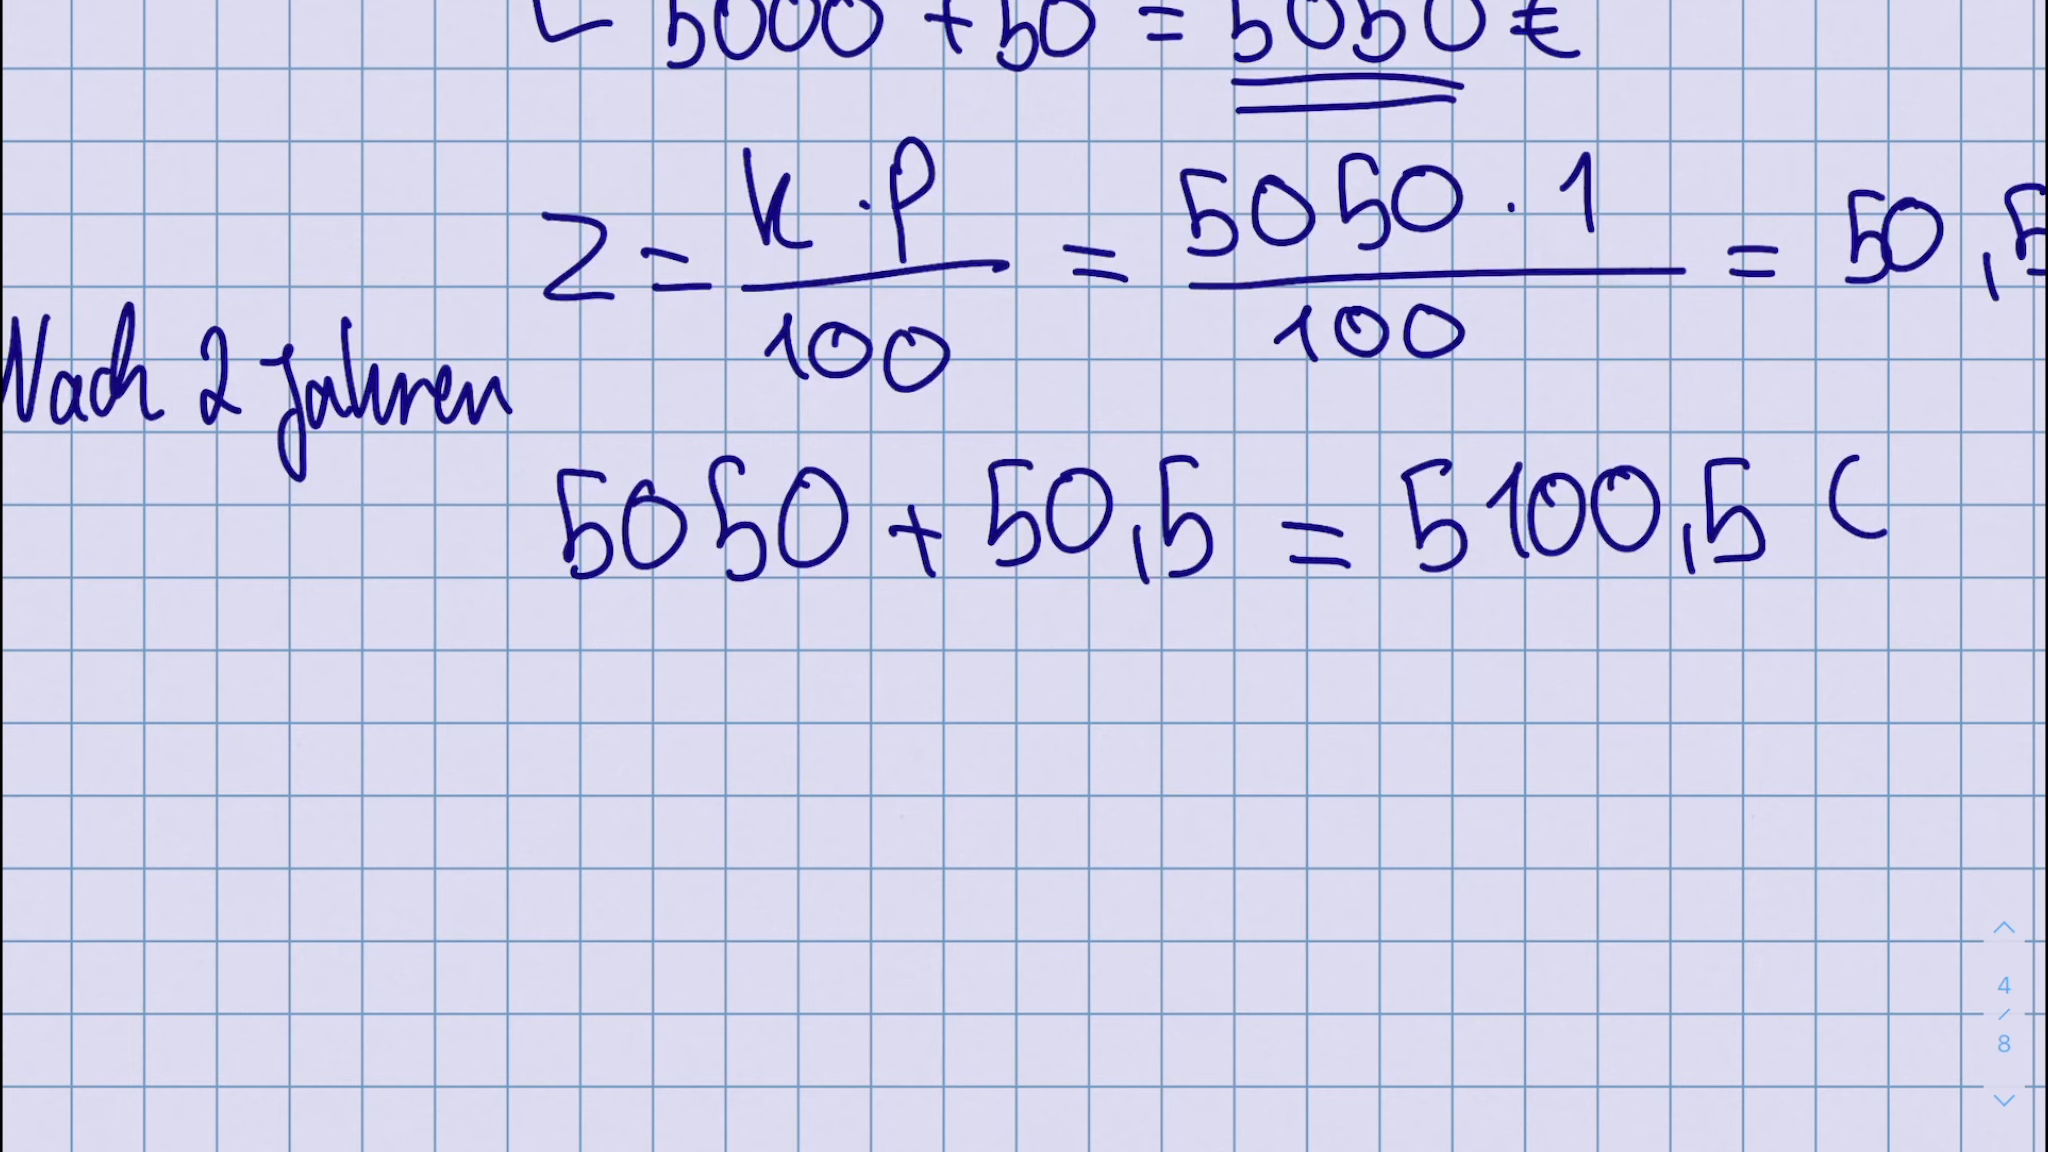 5000 + 50 = 5050 €
Z = K · P / 100 = 5050 · 1 / 100 = 50,5
Nach 2 Jahren
5050 + 50,5 = 5100,5 C
4
/
8